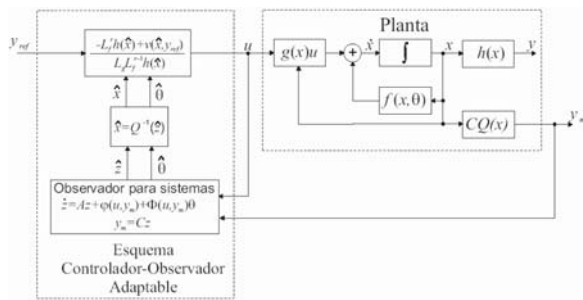 Planta
y_ref
-L_f^r h(x̂)+v(x̂,y_ref)
L_g L_f^{r-1} h(x̂)
u
g(x)u
+
ẋ
∫
x
h(x)
y
f(x,θ)
CQ(x)
x̂
θ̂
x̂=Q⁻¹(ẑ)
ẑ
θ̂
Observador para sistemas
ż=Az+φ(u,y_m)+Φ(u,y_m)θ
y_m=Cz
Esquema
Controlador-Observador
Adaptable